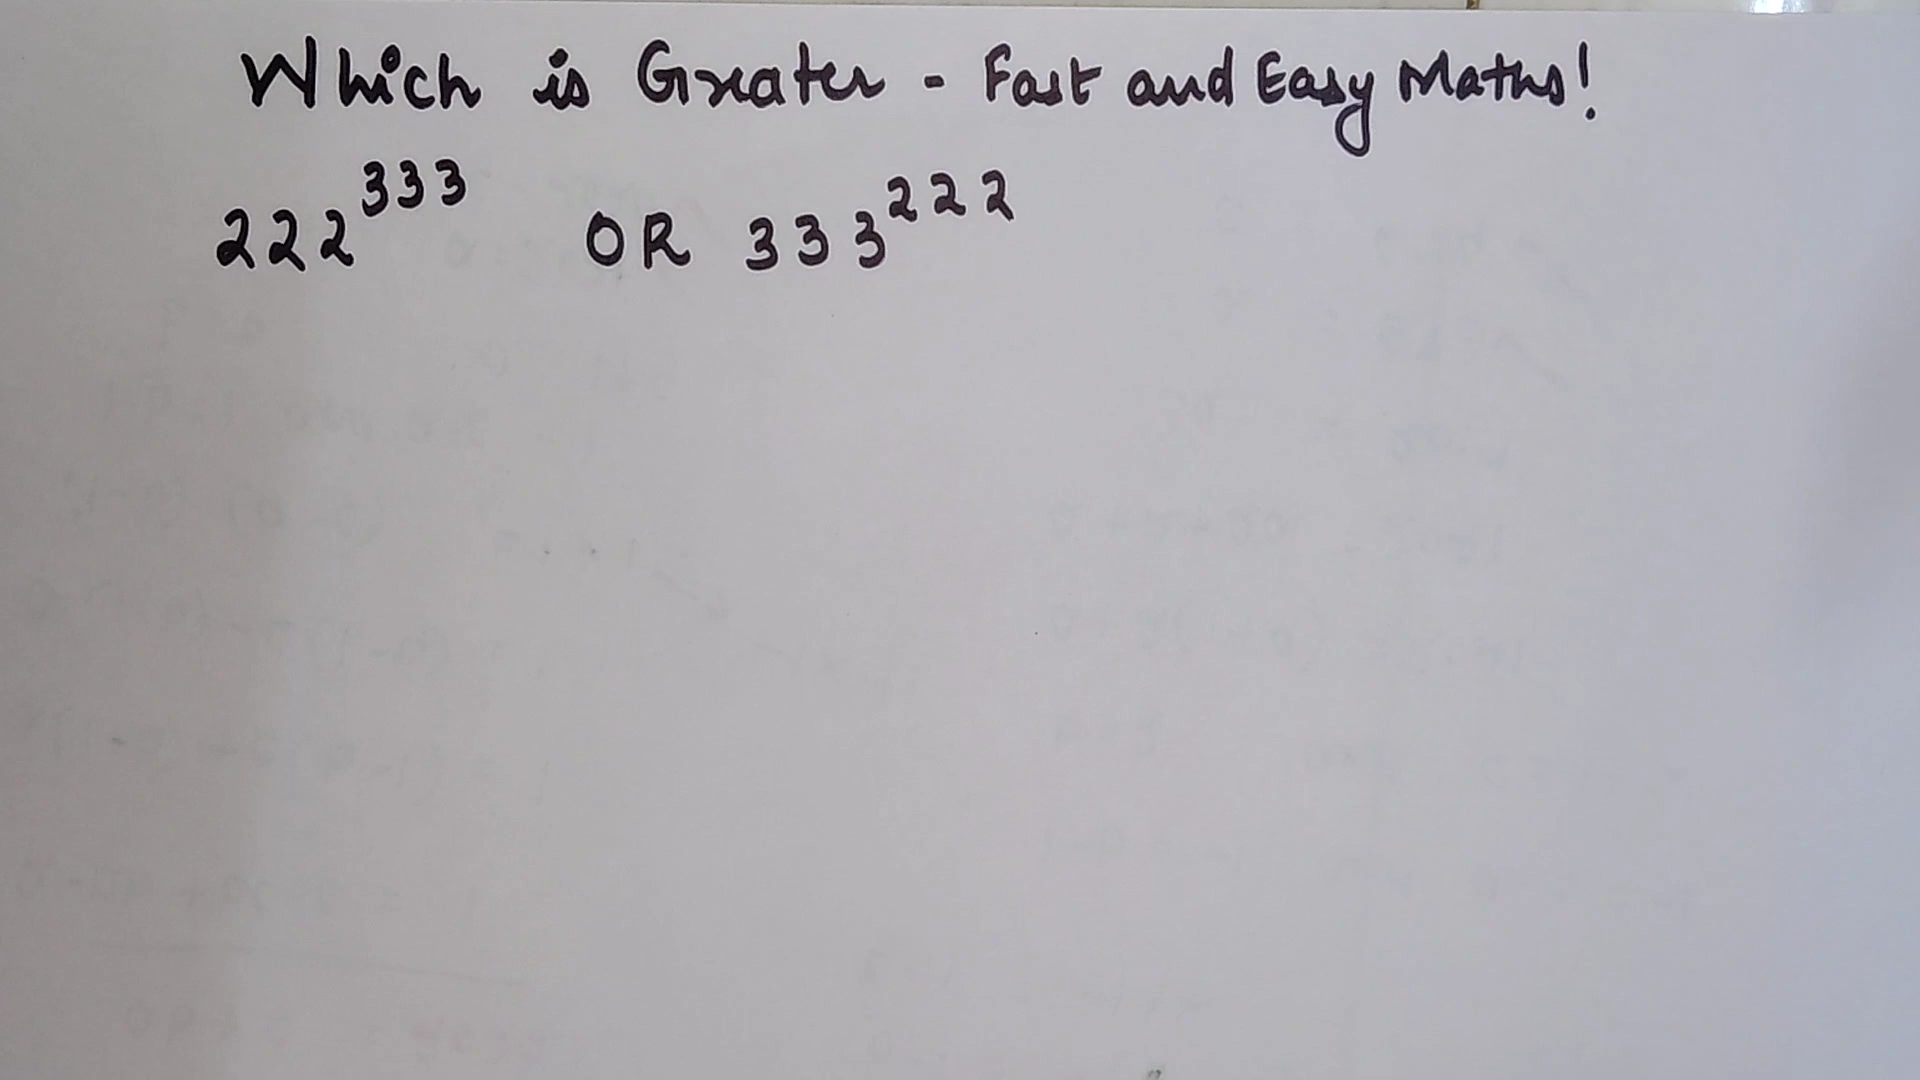 Which is Greater - Fast and Easy Maths!
222^333 OR 333^222